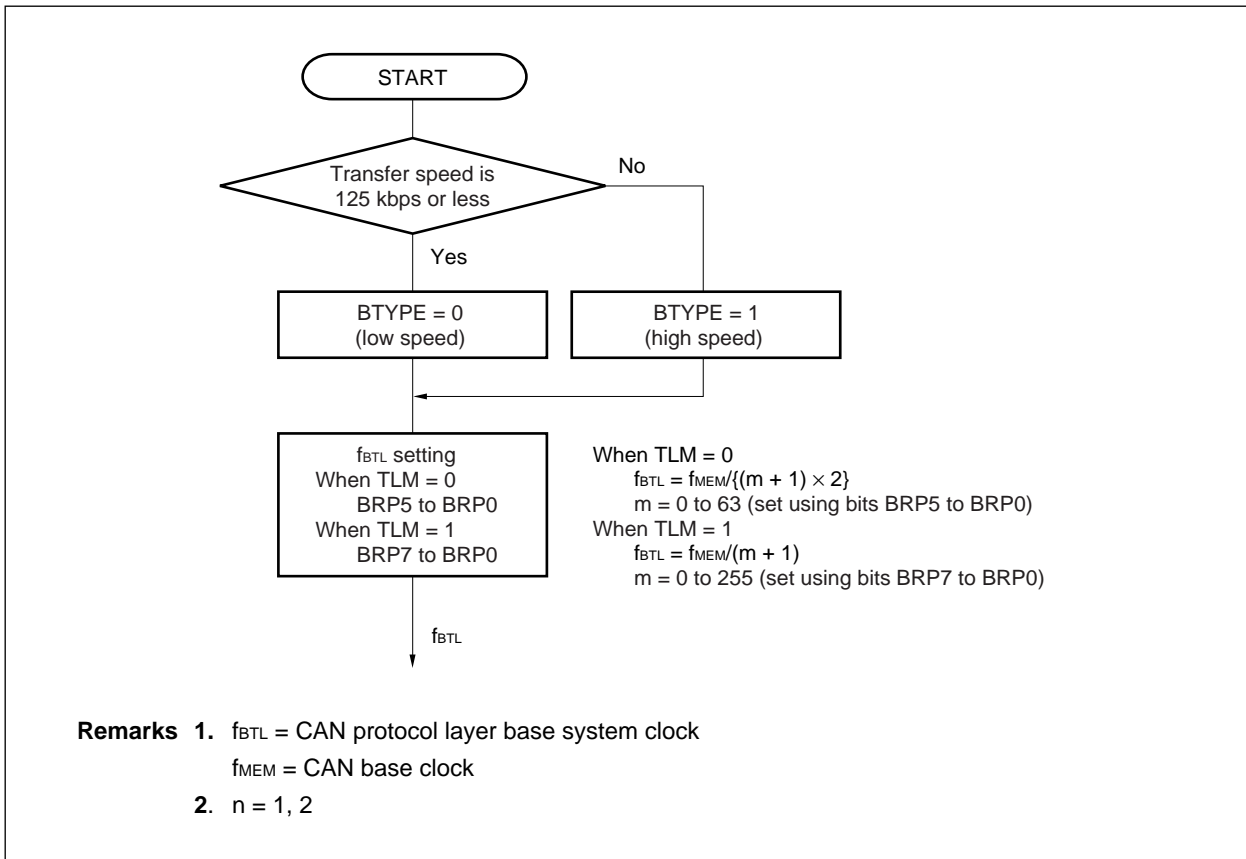 START
Transfer speed is
125 kbps or less
No
Yes
BTYPE = 0
(low speed)
BTYPE = 1
(high speed)
fBTL setting
When TLM = 0
BRP5 to BRP0
When TLM = 1
BRP7 to BRP0
When TLM = 0
fBTL = fMEM/{(m + 1) × 2}
m = 0 to 63 (set using bits BRP5 to BRP0)
When TLM = 1
fBTL = fMEM/(m + 1)
m = 0 to 255 (set using bits BRP7 to BRP0)
fBTL
Remarks 1. fBTL = CAN protocol layer base system clock
fMEM = CAN base clock
2. n = 1, 2